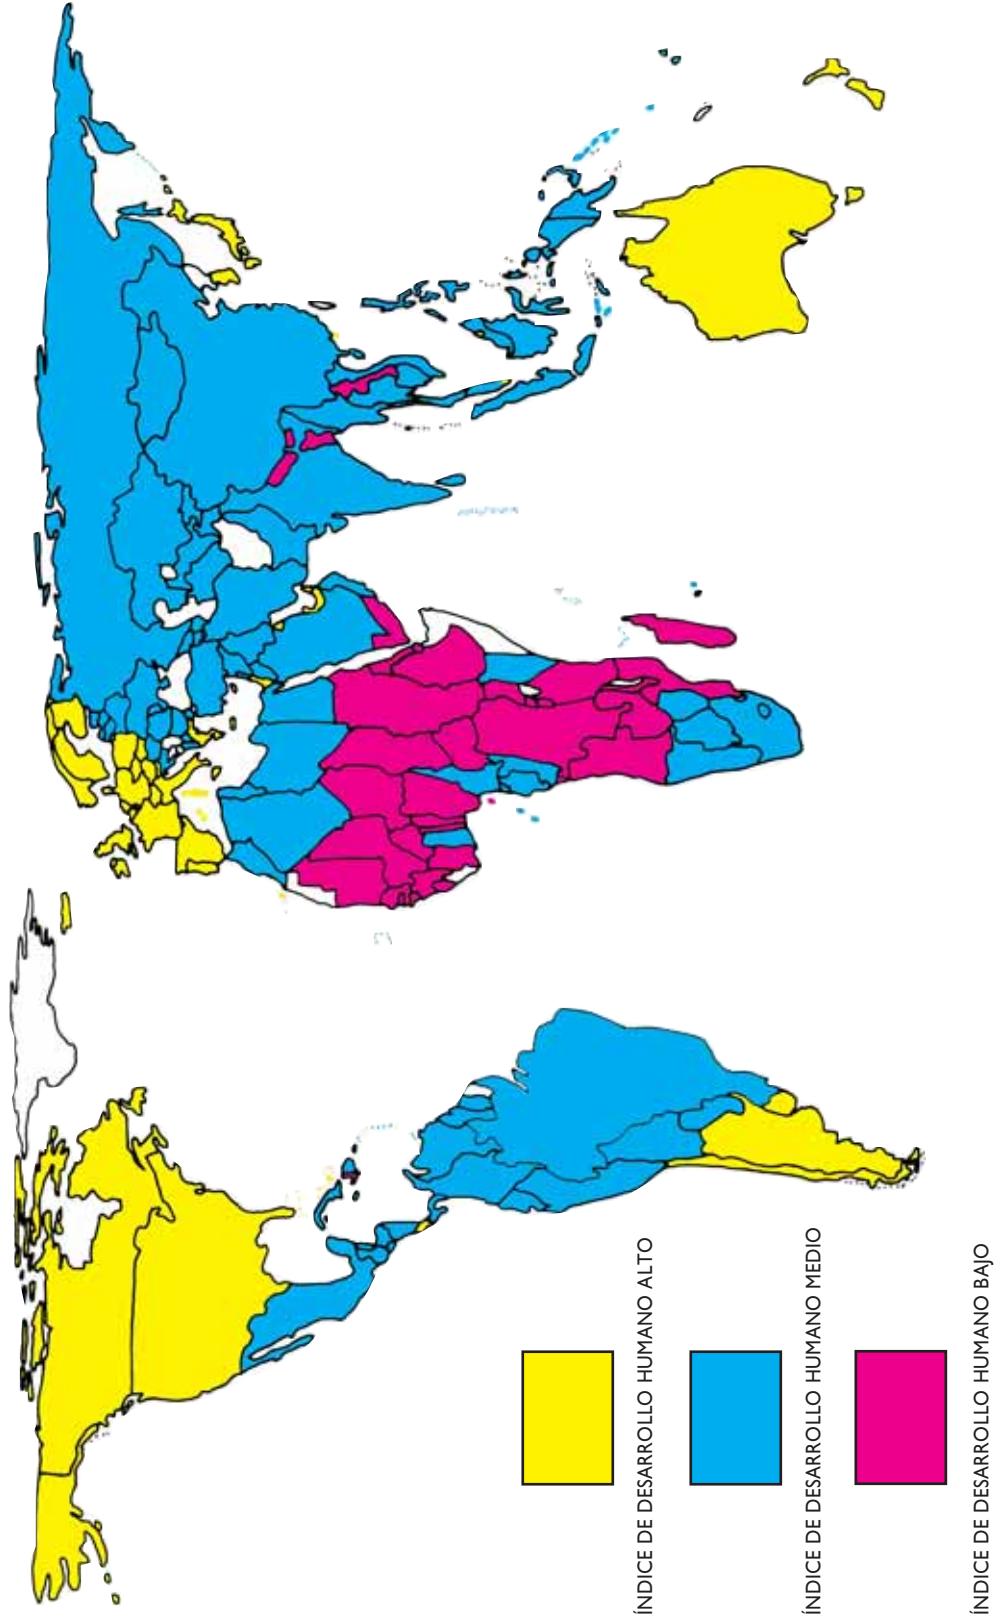 ÍNDICE DE DESARROLLO HUMANO ALTO
ÍNDICE DE DESARROLLO HUMANO MEDIO
ÍNDICE DE DESARROLLO HUMANO BAJO